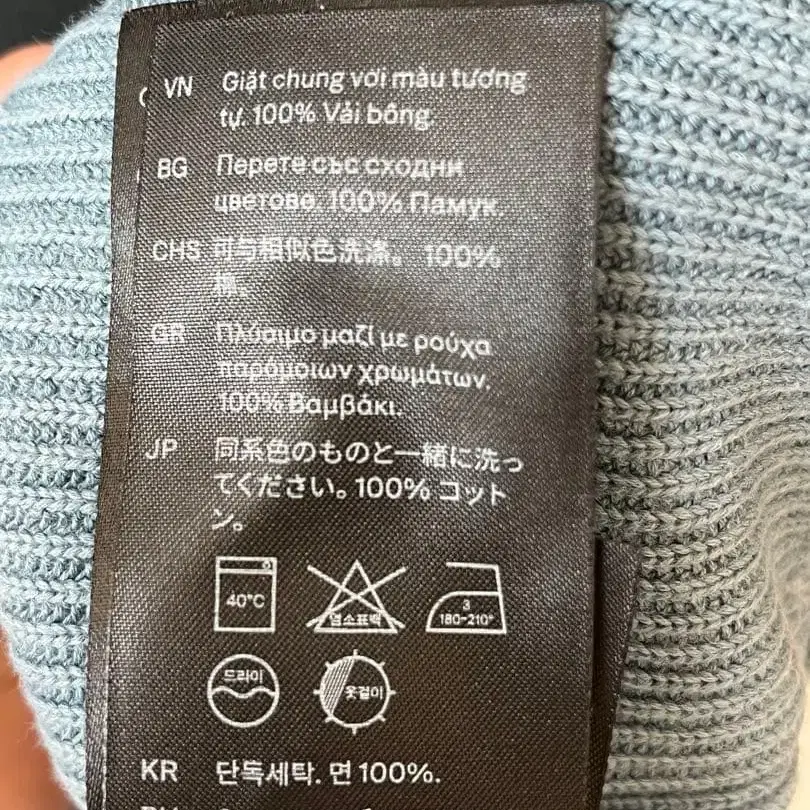 VN Giặt chung với màu tương
tự. 100% Vải bông.
BG Перете със сходни
цветове. 100% Памук.
CHS 可与相似色洗涤。 100%
棉。
GR Πλύσιμο μαζί με ρούχα
παρόμοιων χρωμάτων.
100% Βαμβάκι.
JP 同系色のものと一緒に洗っ
てください。100% コット
ン。
40°C
염소표백
3
180-210°
드라이
옷걸이
KR 단독세탁. 면 100%.